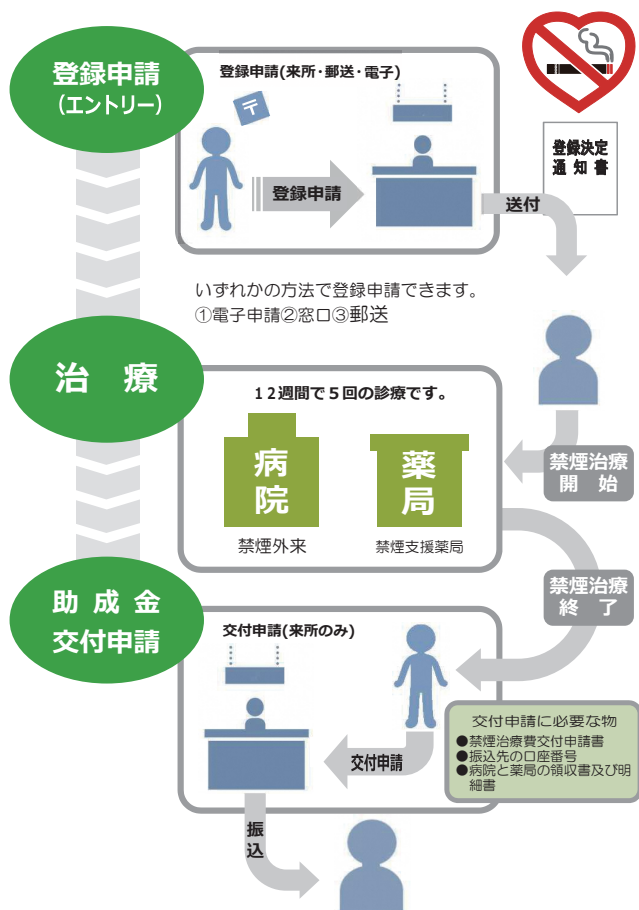 登録申請
（エントリー）
登録申請(来所・郵送・電子)
〒
登録申請
登録決定
通知書
送付
いずれかの方法で登録申請できます。
①電子申請②窓口③郵送
治療
12週間で5回の診療です。
病院
禁煙外来
薬局
禁煙支援薬局
禁煙治療
開始
禁煙治療
終了
助成金
交付申請
交付申請(来所のみ)
交付申請
交付申請に必要な物
●禁煙治療費交付申請書
●振込先の口座番号
●病院と薬局の領収書及び明
細書
振込